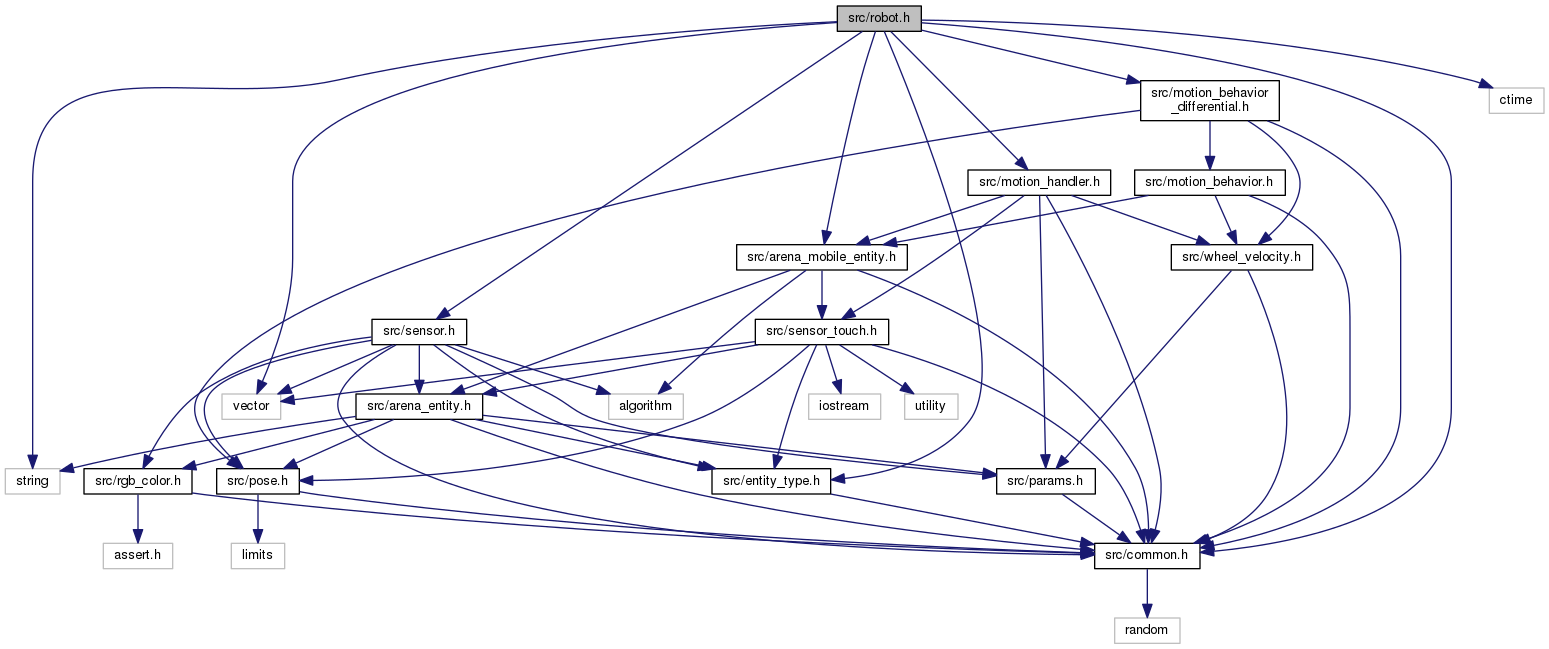 src/robot.h
src/motion_behavior
_differential.h
ctime
src/motion_handler.h
src/motion_behavior.h
src/arena_mobile_entity.h
src/wheel_velocity.h
src/sensor.h
src/sensor_touch.h
vector
src/arena_entity.h
algorithm
iostream
utility
string
src/rgb_color.h
src/pose.h
src/entity_type.h
src/params.h
assert.h
limits
src/common.h
random